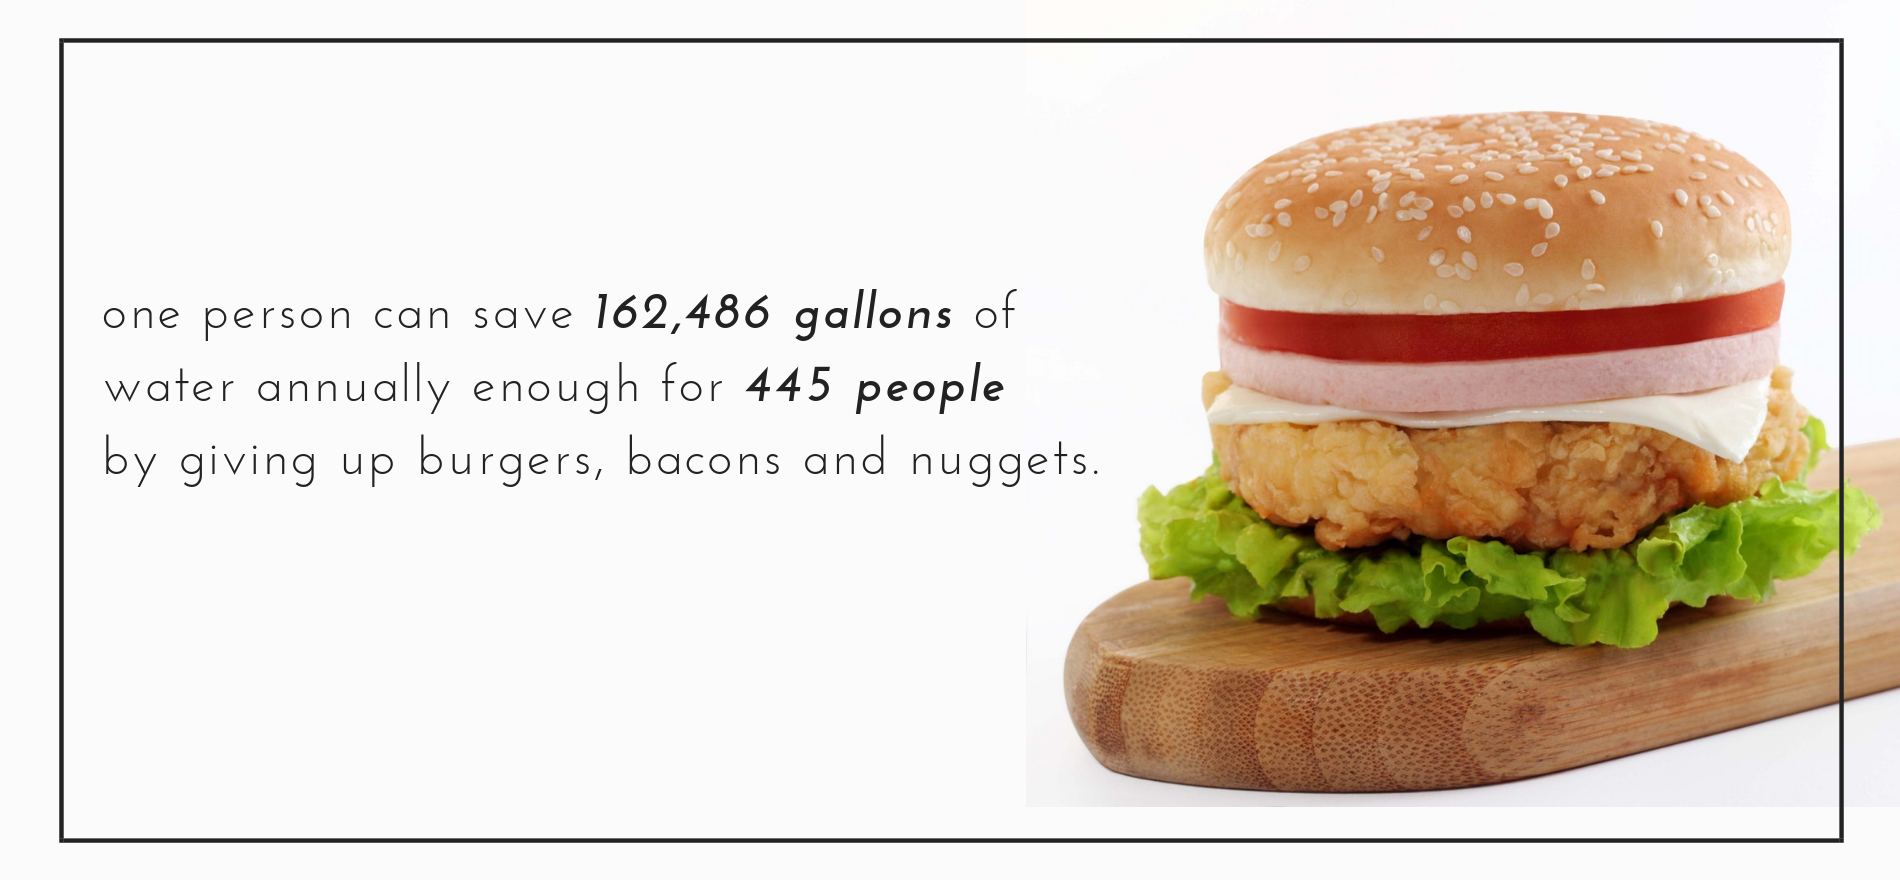 one person can save 162,486 gallons of
water annually enough for 445 people
by giving up burgers, bacons and nuggets.